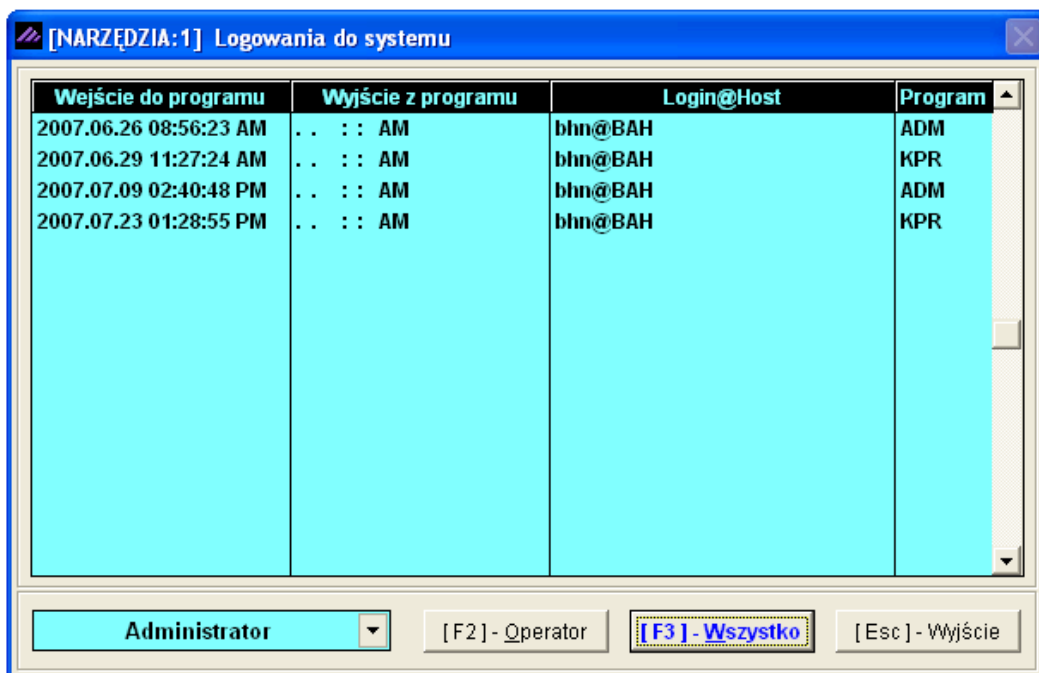 [NARZĘDZIA:1] Logowania do systemu
Wejście do programu Wyjście z programu Login@Host Program
2007.06.26 08:56:23 AM . . : : AM bhn@BAH ADM
2007.06.29 11:27:24 AM . . : : AM bhn@BAH KPR
2007.07.09 02:40:48 PM . . : : AM bhn@BAH ADM
2007.07.23 01:28:55 PM . . : : AM bhn@BAH KPR
Administrator [ F2 ] - Operator [ F3 ] - Wszystko [ Esc ] - Wyjście